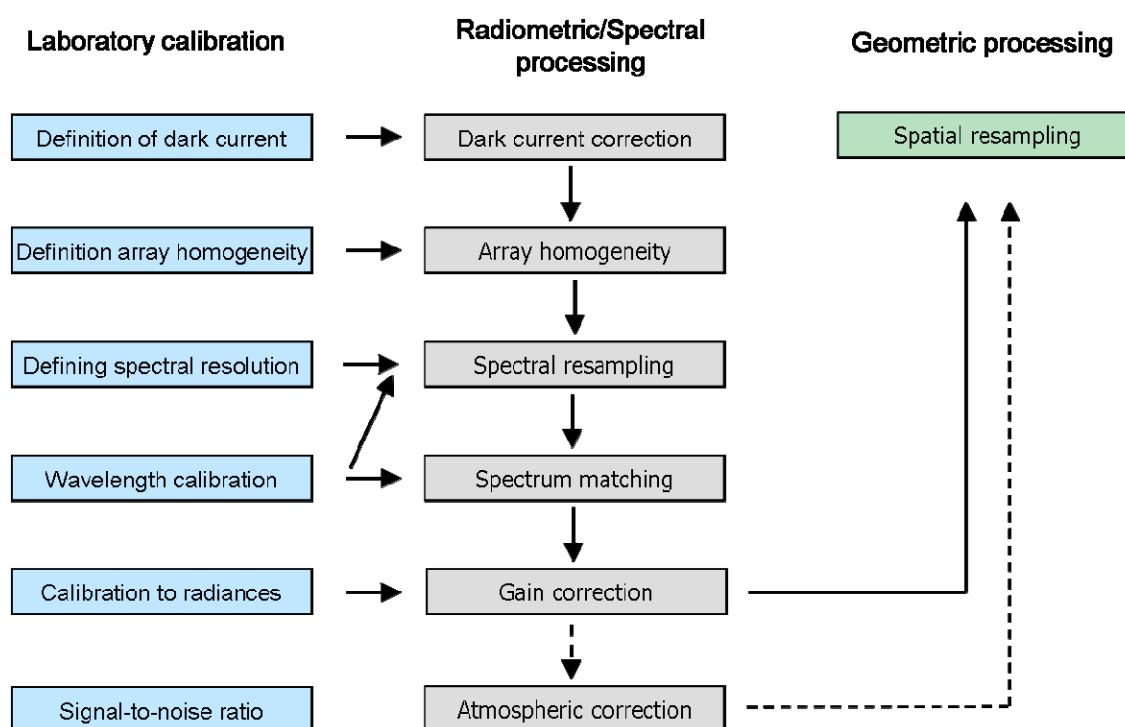 Laboratory calibration
Radiometric/Spectral
processing
Geometric processing
Definition of dark current
Dark current correction
Spatial resampling
Definition array homogeneity
Array homogeneity
Defining spectral resolution
Spectral resampling
Wavelength calibration
Spectrum matching
Calibration to radiances
Gain correction
Signal-to-noise ratio
Atmospheric correction